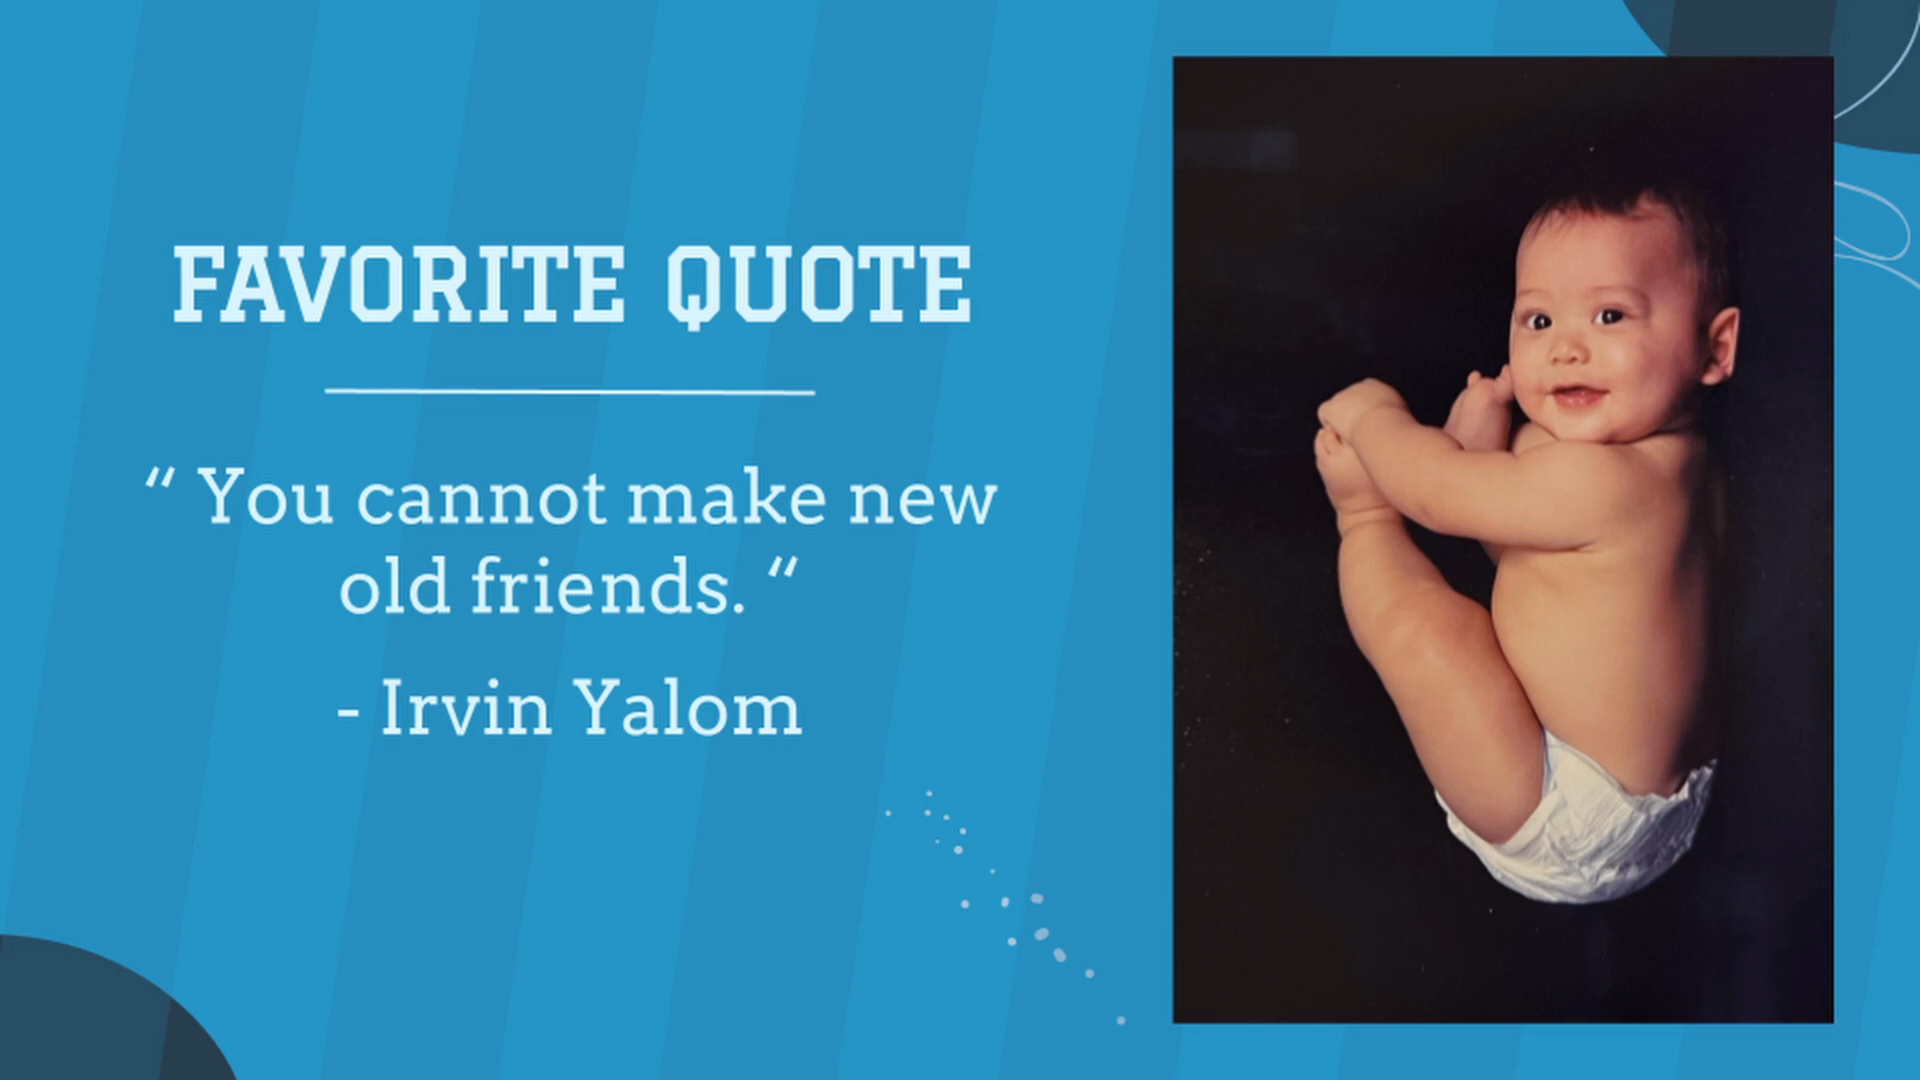 FAVORITE QUOTE
“ You cannot make new
old friends. “
- Irvin Yalom